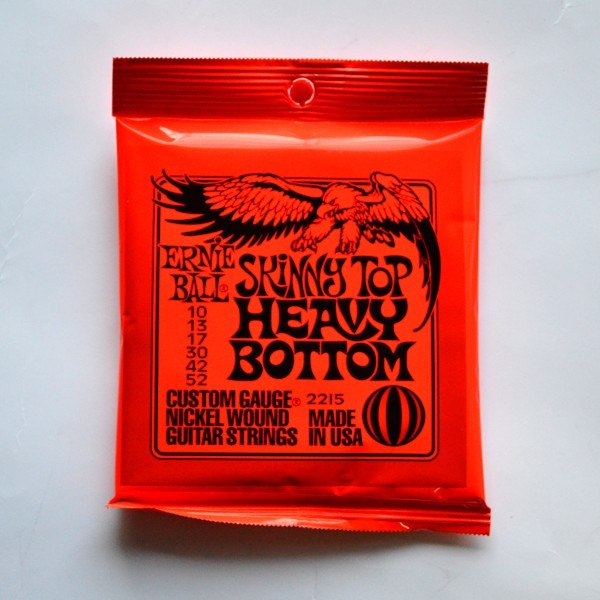 ERNIE
BALL®
SKINNY TOP
HEAVY
BOTTOM
10
13
17
30
42
52
CUSTOM GAUGE® 2215
NICKEL WOUND
GUITAR STRINGS
MADE
IN USA